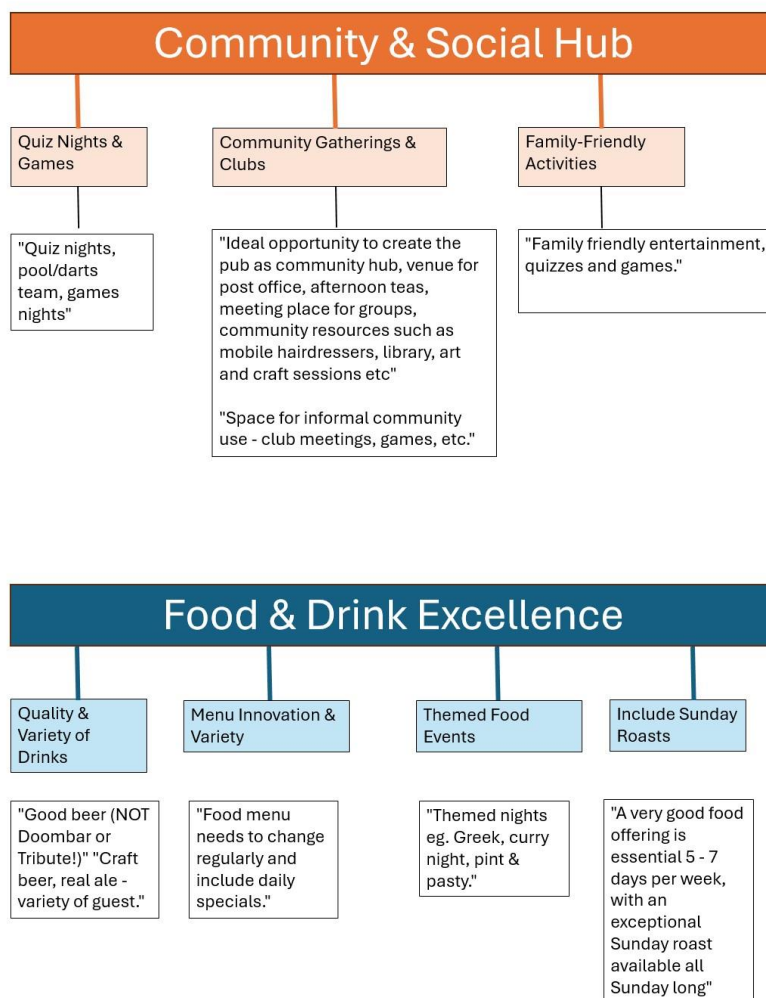 Community & Social Hub
Quiz Nights &
Games
Community Gatherings &
Clubs
Family-Friendly
Activities
"Quiz nights,
pool/darts
team, games
nights"
"Ideal opportunity to create the
pub as community hub, venue for
post office, afternoon teas,
meeting place for groups,
community resources such as
mobile hairdressers, library, art
and craft sessions etc"
"Space for informal community
use - club meetings, games, etc."
"Family friendly entertainment,
quizzes and games."
Food & Drink Excellence
Quality &
Variety of
Drinks
Menu Innovation &
Variety
Themed Food
Events
Include Sunday
Roasts
"Good beer (NOT
Doombar or
Tribute!)" "Craft
beer, real ale -
variety of guest."
"Food menu
needs to change
regularly and
include daily
specials."
"Themed nights
eg. Greek, curry
night, pint &
pasty."
"A very good food
offering is
essential 5 - 7
days per week,
with an
exceptional
Sunday roast
available all
Sunday long"